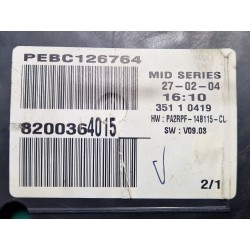 PEBC126764
MID SERIES
27-02-04
16:10
351 1 0419
HW : PA2RPF-14B115-CL
SW : V09.03
8200364015
2/1